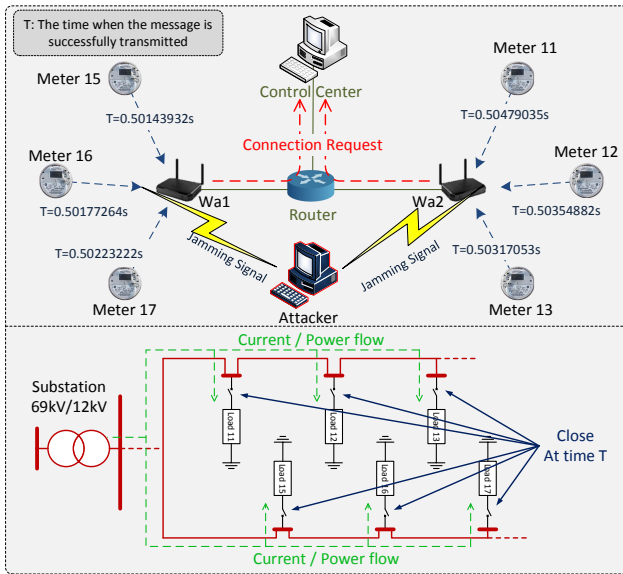 T: The time when the message is
successfully transmitted
Meter 15
Meter 11
Control Center
T=0.50143932s
T=0.50479035s
Meter 16
Connection Request
Meter 12
Wa1
Wa2
T=0.50177264s
Router
T=0.50354882s
T=0.50223222s
Jamming Signal
Jamming Signal
T=0.50317053s
Meter 17
Attacker
Meter 13
Current / Power flow
Substation
69kV/12kV
Load 11
Load 12
Load 13
Close
At time T
Load 15
Load 16
Load 17
Current / Power flow